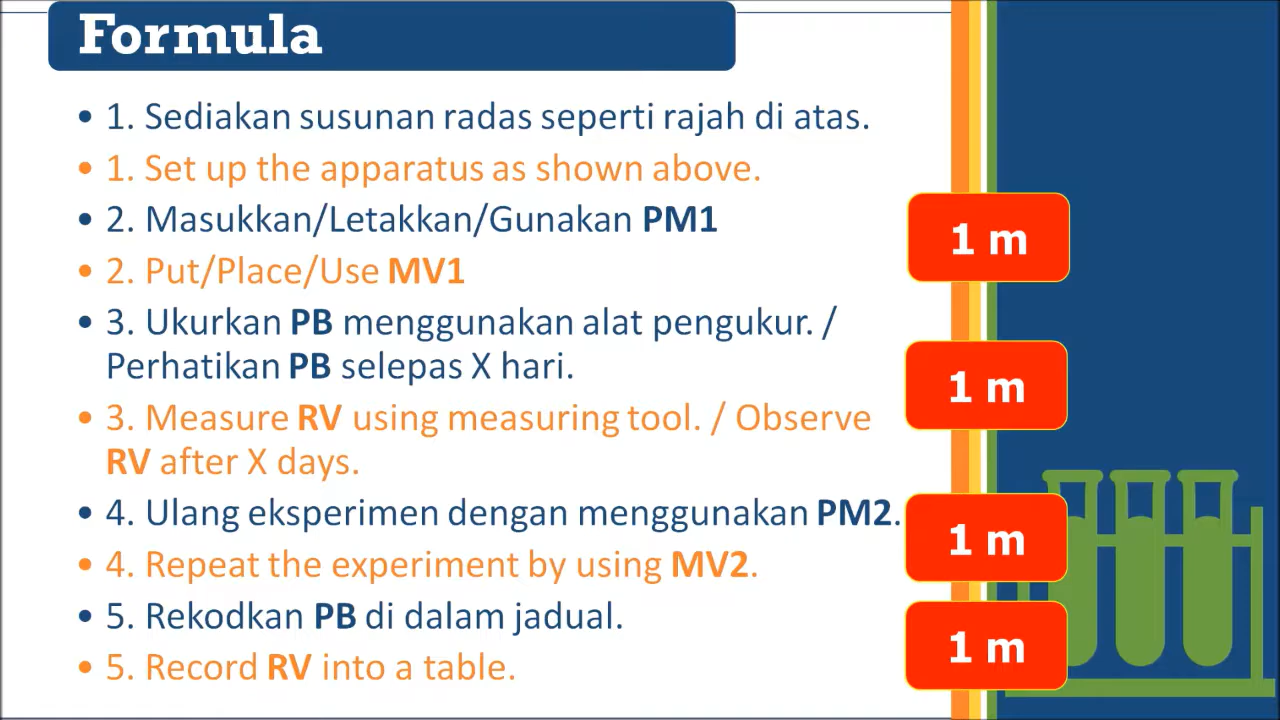 Formula
• 1. Sediakan susunan radas seperti rajah di atas.
• 1. Set up the apparatus as shown above.
• 2. Masukkan/Letakkan/Gunakan PM1
1 m
• 2. Put/Place/Use MV1
• 3. Ukurkan PB menggunakan alat pengukur. /
Perhatikan PB selepas X hari.
1 m
• 3. Measure RV using measuring tool. / Observe
RV after X days.
• 4. Ulang eksperimen dengan menggunakan PM2.
1 m
• 4. Repeat the experiment by using MV2.
• 5. Rekodkan PB di dalam jadual.
1 m
• 5. Record RV into a table.